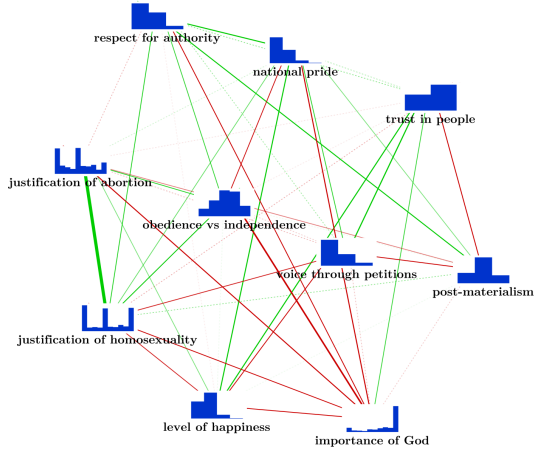 respect for authority
national pride
trust in people
justification of abortion
obedience vs independence
voice through petitions
post-materialism
justification of homosexuality
level of happiness
importance of God